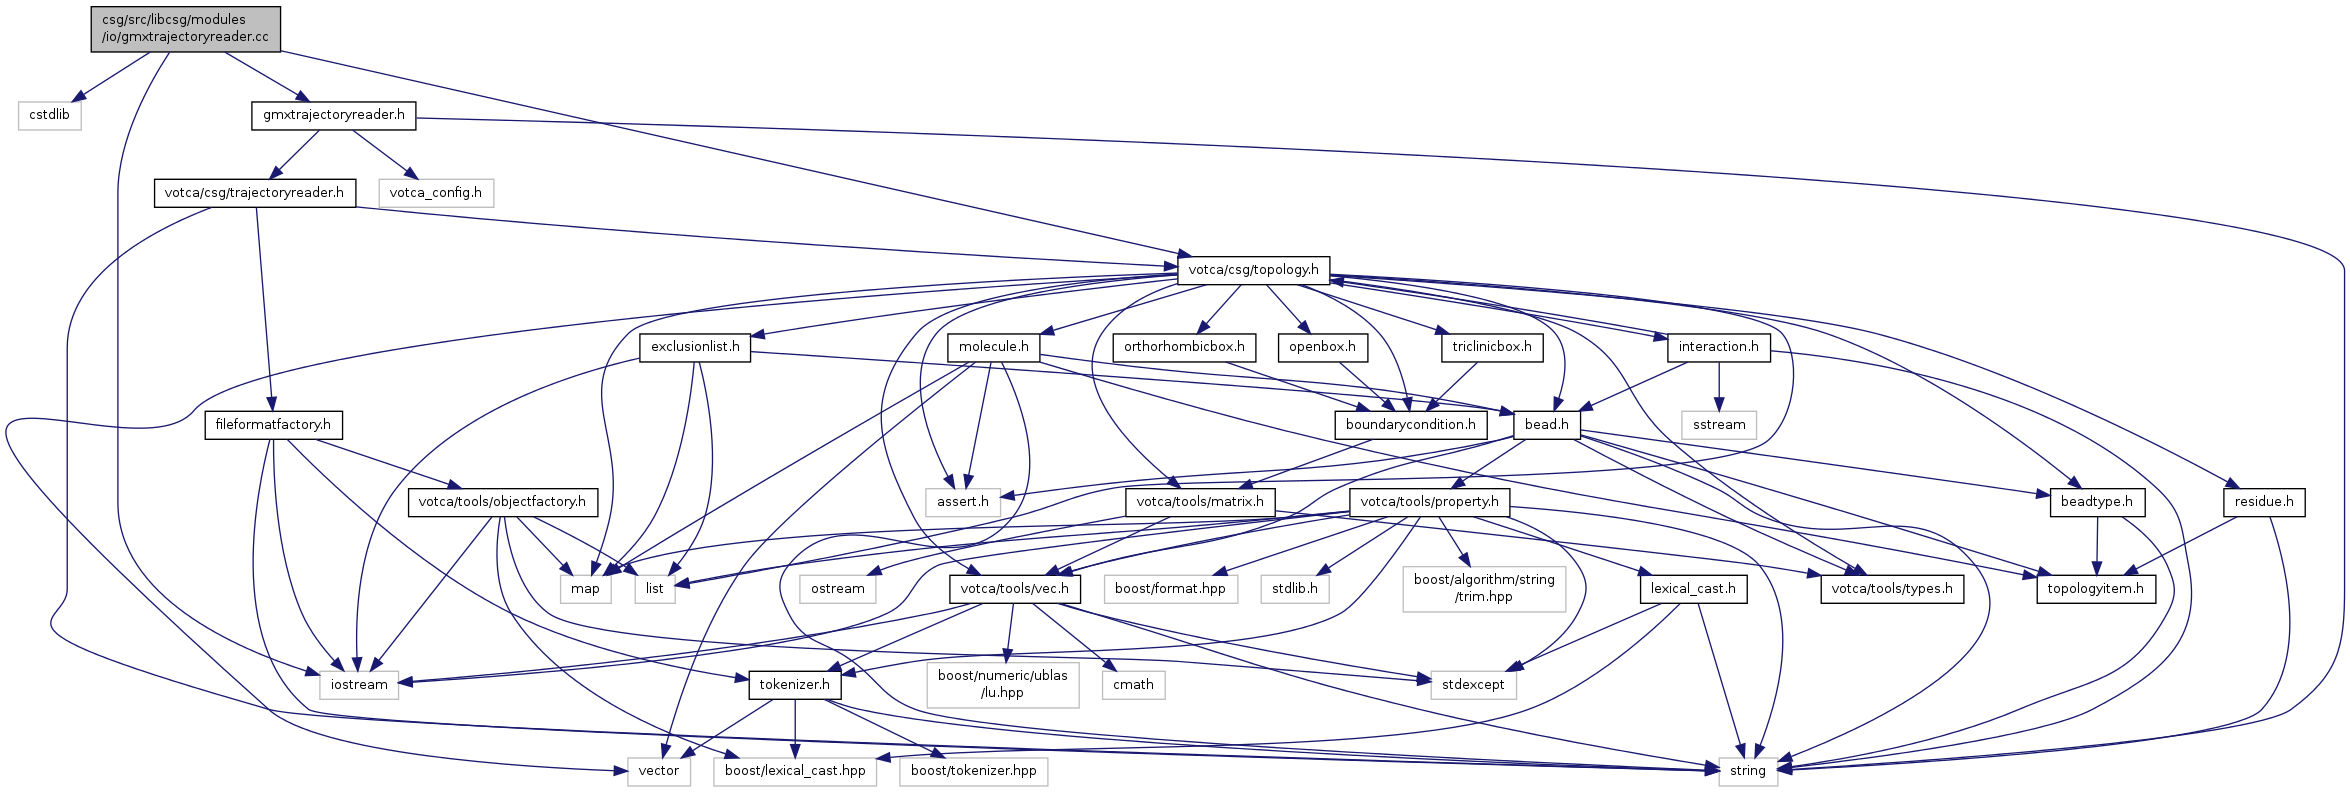 csg/src/libcsg/modules
/io/gmxtrajectoryreader.cc
cstdlib
gmxtrajectoryreader.h
votca/csg/trajectoryreader.h
votca_config.h
votca/csg/topology.h
exclusionlist.h
molecule.h
orthorhombicbox.h
openbox.h
triclinicbox.h
interaction.h
fileformatfactory.h
boundarycondition.h
bead.h
sstream
votca/tools/objectfactory.h
assert.h
votca/tools/matrix.h
votca/tools/property.h
beadtype.h
residue.h
map
list
ostream
votca/tools/vec.h
boost/format.hpp
stdlib.h
boost/algorithm/string
/trim.hpp
lexical_cast.h
votca/tools/types.h
topologyitem.h
iostream
tokenizer.h
boost/numeric/ublas
/lu.hpp
cmath
stdexcept
vector
boost/lexical_cast.hpp
boost/tokenizer.hpp
string